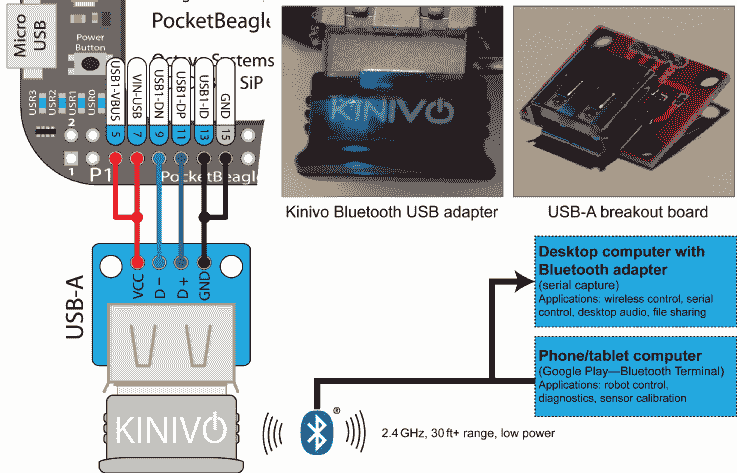 Micro
USB
Power
Button
PocketBeagle
Systems
SiP
USR3
USR2
USR1
USR0
USB1-VBUS
VIN-USB
USB1-DN
USB1-DP
USB1-ID
GND
2
5
7
9
11
13
15
1
P1
PocketBeagle
KINIVO
Kinivo Bluetooth USB adapter
USB-A breakout board
USB-A
VCC
D−
D+
GND
KINIVO
Desktop computer with
Bluetooth adapter
(serial capture)
Applications: wireless control, serial
control, desktop audio, file sharing
Phone/tablet computer
(Google Play—Bluetooth Terminal)
Applications: robot control,
diagnostics, sensor calibration
®
2.4 GHz, 30 ft+ range, low power